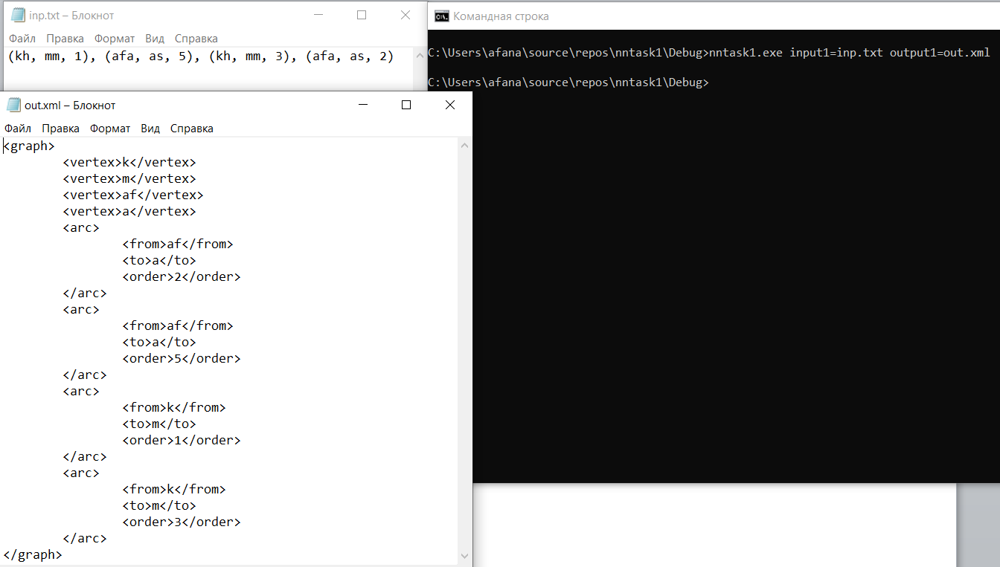 inp.txt – Блокнот
Файл Правка Формат Вид Справка
(kh, mm, 1), (afa, as, 5), (kh, mm, 3), (afa, as, 2)
Командная строка
C:\Users\afana\source\repos\nntask1\Debug>nntask1.exe input1=inp.txt output1=out.xml
C:\Users\afana\source\repos\nntask1\Debug>
out.xml – Блокнот
Файл Правка Формат Вид Справка
<graph>
<vertex>k</vertex>
<vertex>m</vertex>
<vertex>af</vertex>
<vertex>a</vertex>
<arc>
<from>af</from>
<to>a</to>
<order>2</order>
</arc>
<arc>
<from>af</from>
<to>a</to>
<order>5</order>
</arc>
<arc>
<from>k</from>
<to>m</to>
<order>1</order>
</arc>
<arc>
<from>k</from>
<to>m</to>
<order>3</order>
</arc>
</graph>